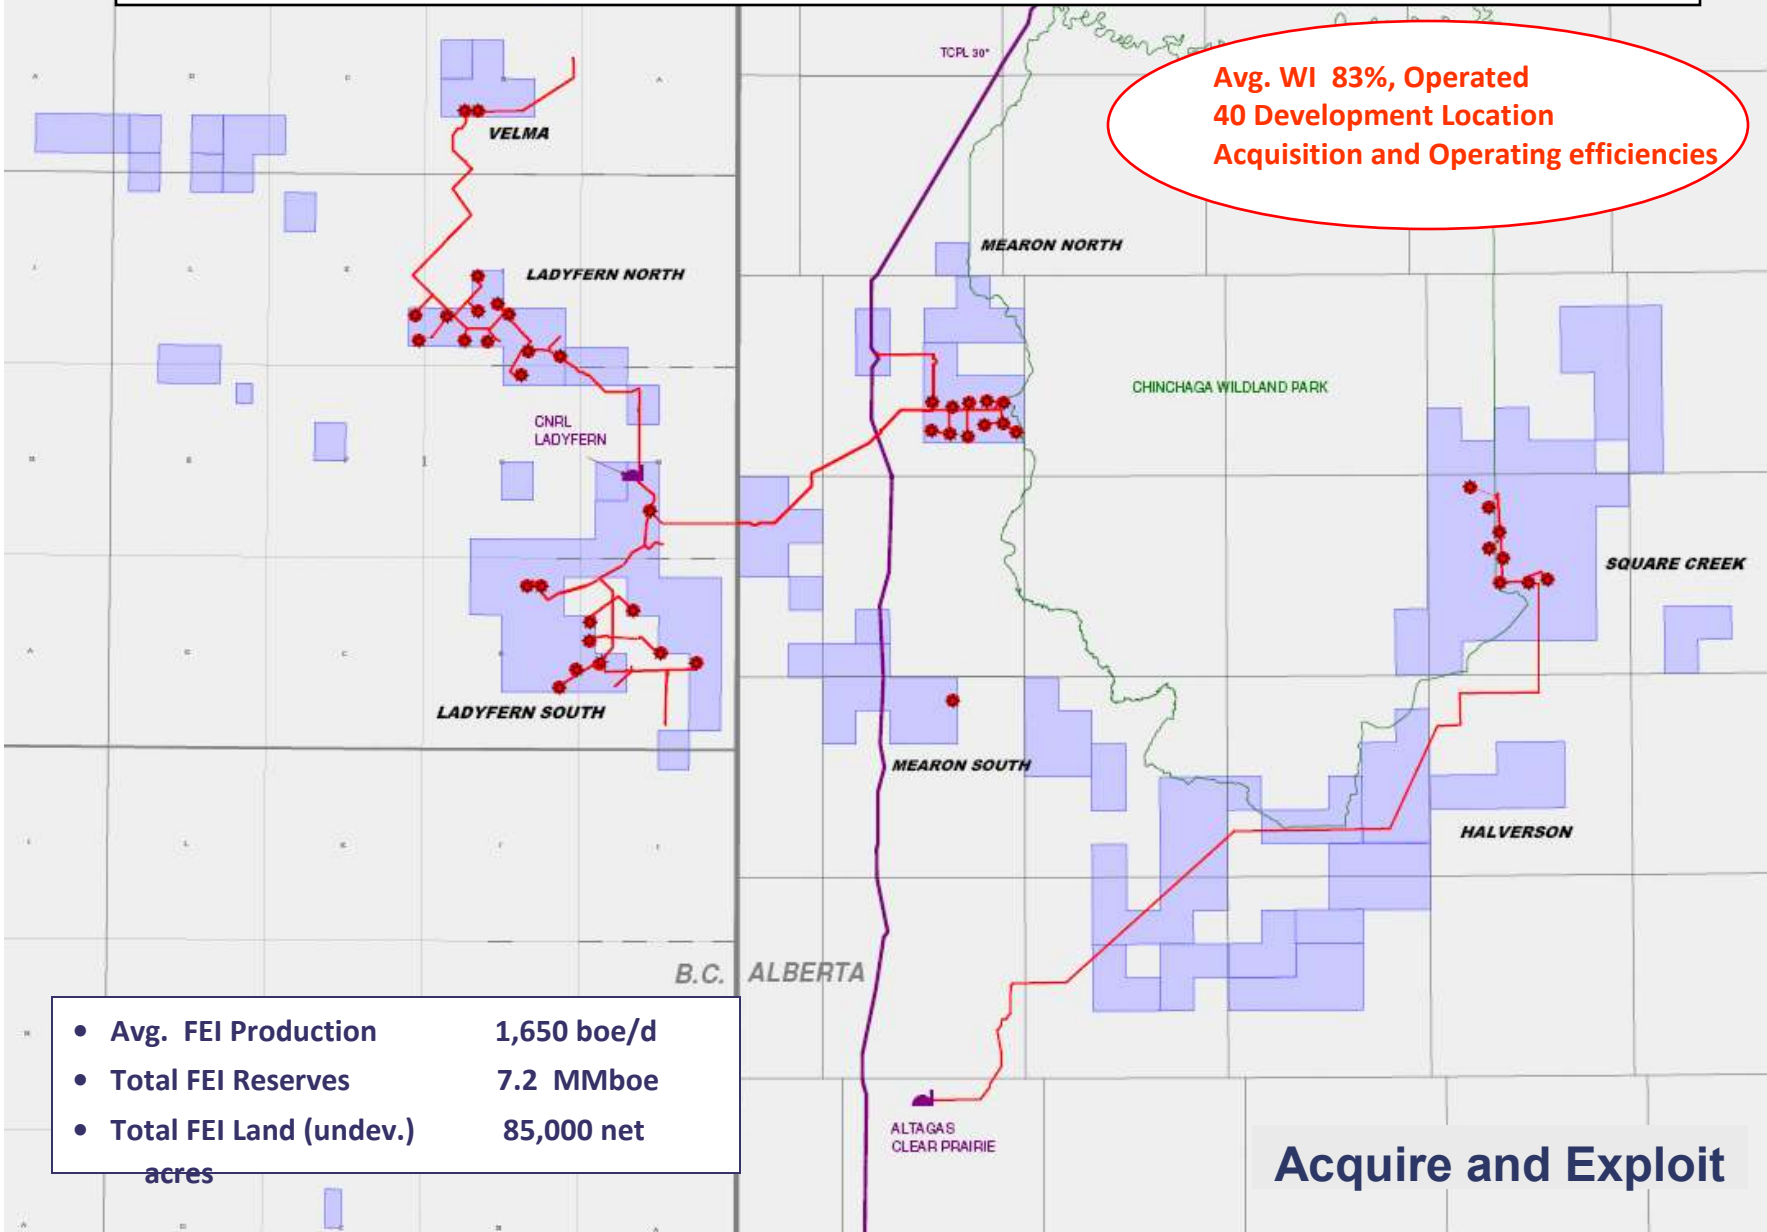 TCPL 30"
Avg. WI 83%, Operated
40 Development Location
Acquisition and Operating efficiencies
VELMA
MEARON NORTH
LADYFERN NORTH
CHINCHAGA WILDLAND PARK
CNRL
LADYFERN
SQUARE CREEK
LADYFERN SOUTH
MEARON SOUTH
HALVERSON
B.C.
ALBERTA
• Avg. FEI Production 1,650 boe/d
• Total FEI Reserves 7.2 MMboe
• Total FEI Land (undev.) 85,000 net
acres
ALTAGAS
CLEAR PRAIRIE
Acquire and Exploit